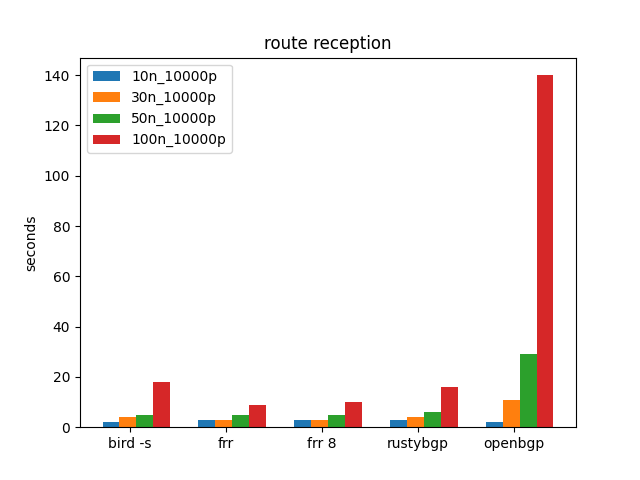 route reception
10n_10000p
30n_10000p
50n_10000p
100n_10000p
140
120
100
80
60
40
20
0
seconds
bird -s frr frr 8 rustybgp openbgp